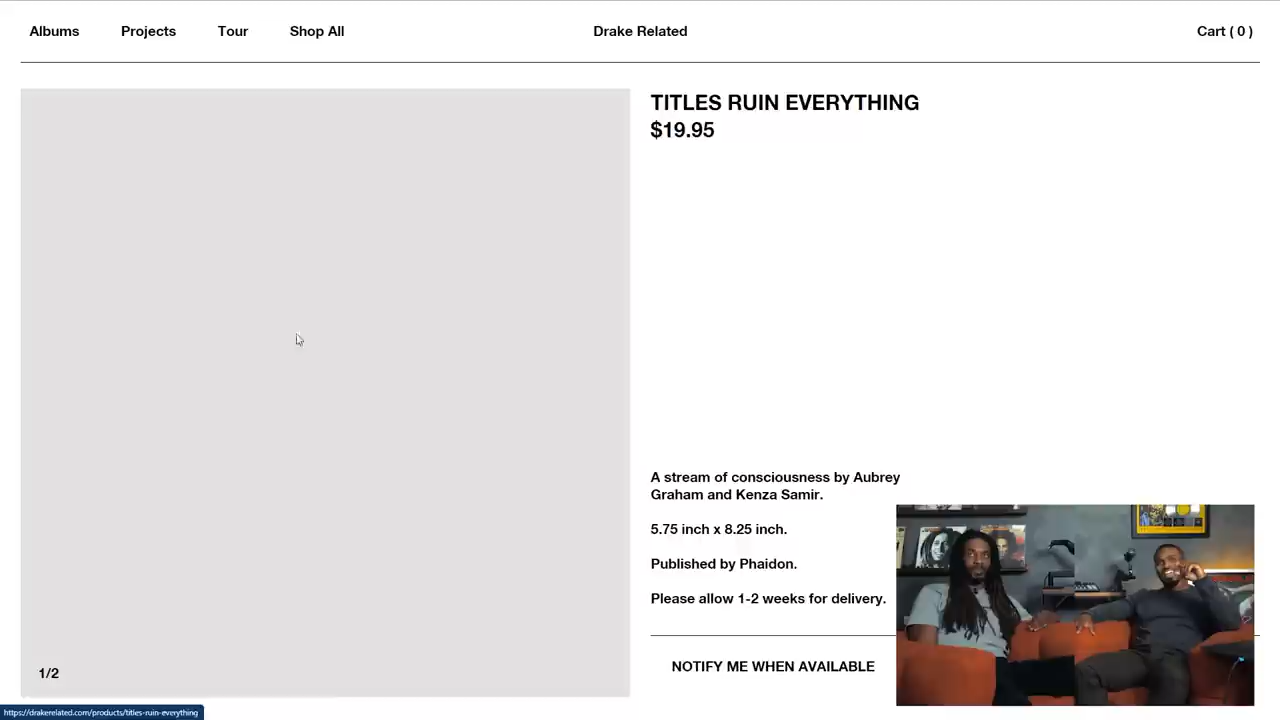 Albums
Projects
Tour
Shop All
Drake Related
Cart ( 0 )
TITLES RUIN EVERYTHING
$19.95
A stream of consciousness by Aubrey
Graham and Kenza Samir.
5.75 inch x 8.25 inch.
Published by Phaidon.
Please allow 1-2 weeks for delivery.
NOTIFY ME WHEN AVAILABLE
1/2
https://drakerelated.com/products/titles-ruin-everything